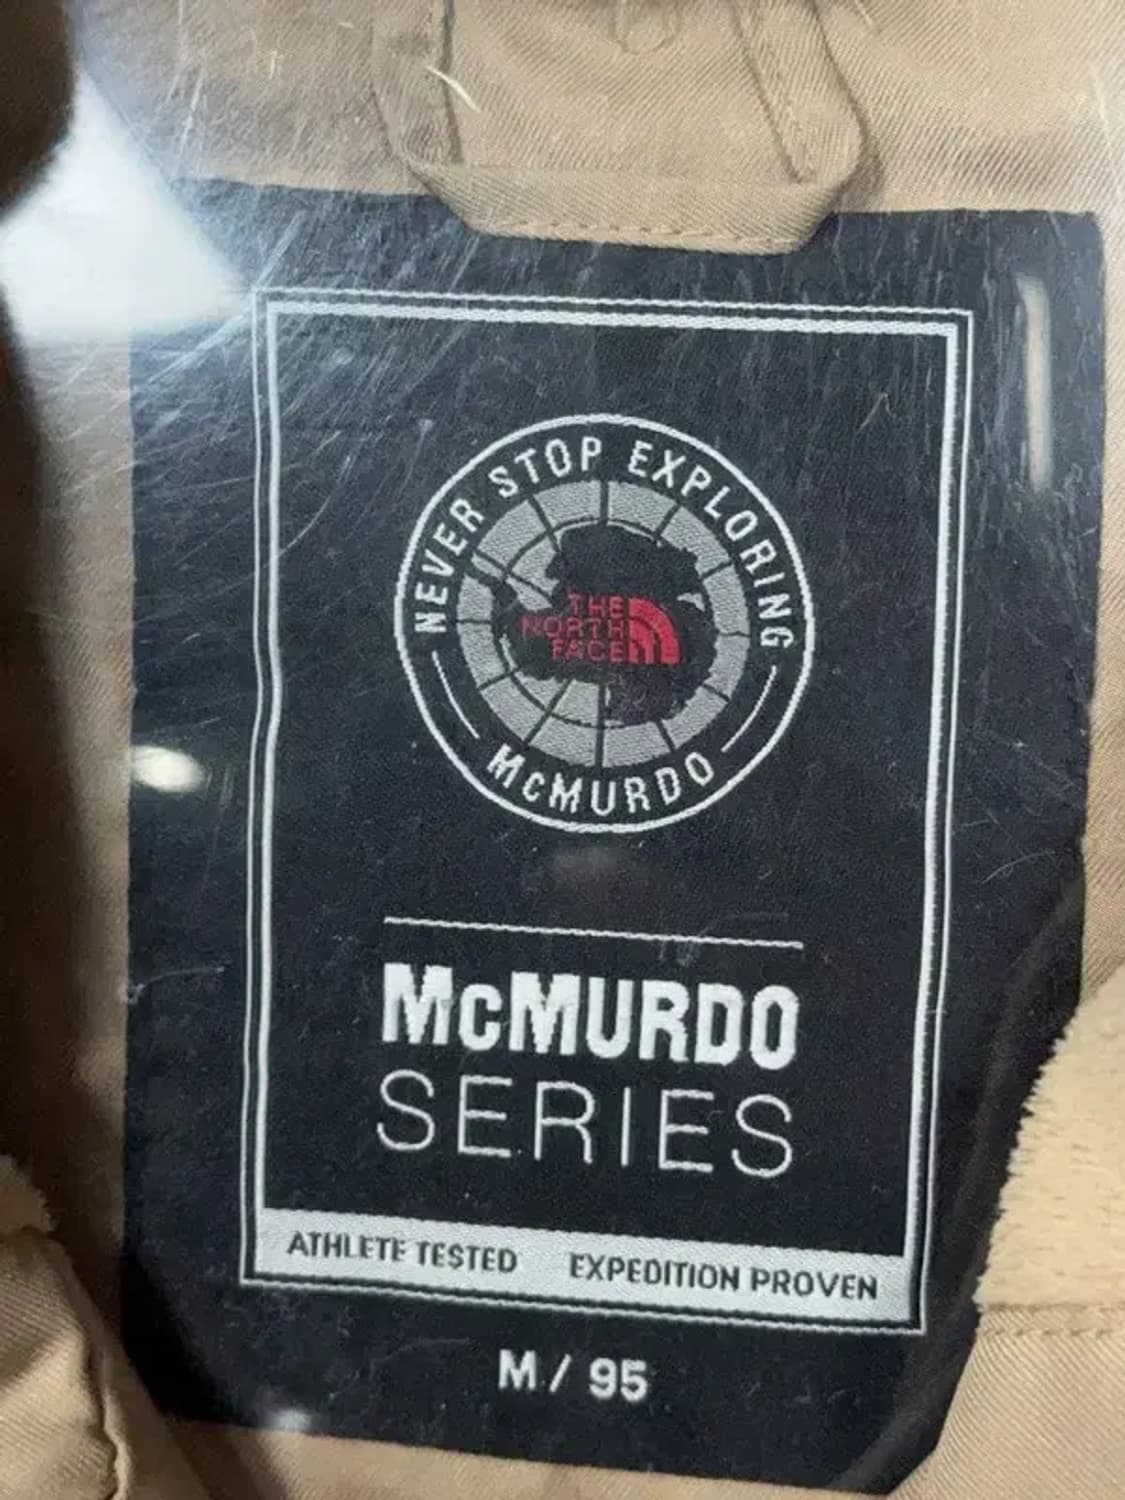 NEVER STOP EXPLORING
THE
NORTH
FACE
McMURDO
McMURDO
SERIES
ATHLETE TESTED EXPEDITION PROVEN
M / 95